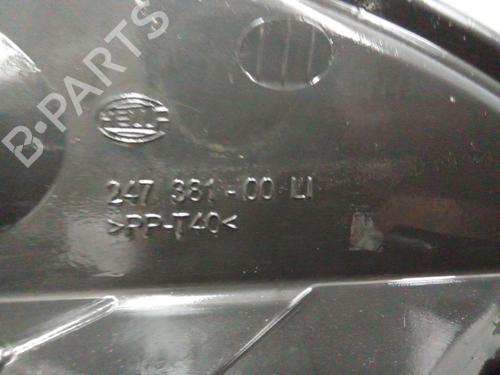 B-PARTS
HELLA
247 381-00 LI
>PP-T40<